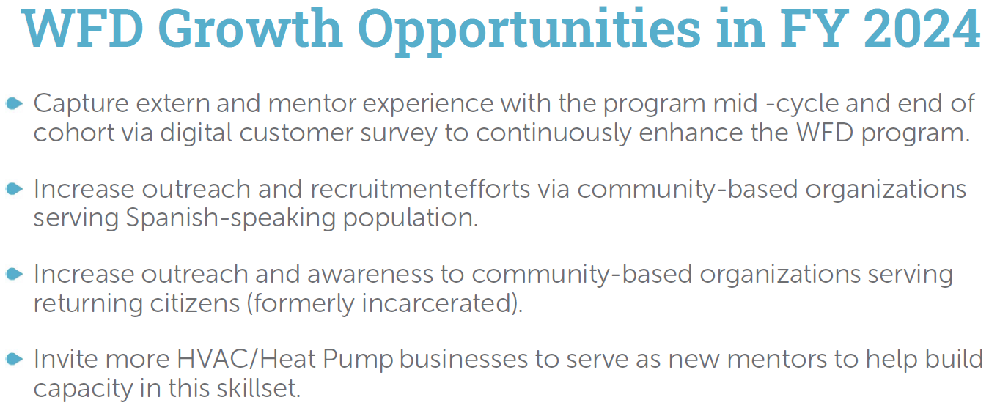 WFD Growth Opportunities in FY 2024
Capture extern and mentor experience with the program mid -cycle and end of
cohort via digital customer survey to continuously enhance the WFD program.
Increase outreach and recruitmentefforts via community-based organizations
serving Spanish-speaking population.
Increase outreach and awareness to community-based organizations serving
returning citizens (formerly incarcerated).
Invite more HVAC/Heat Pump businesses to serve as new mentors to help build
capacity in this skillset.